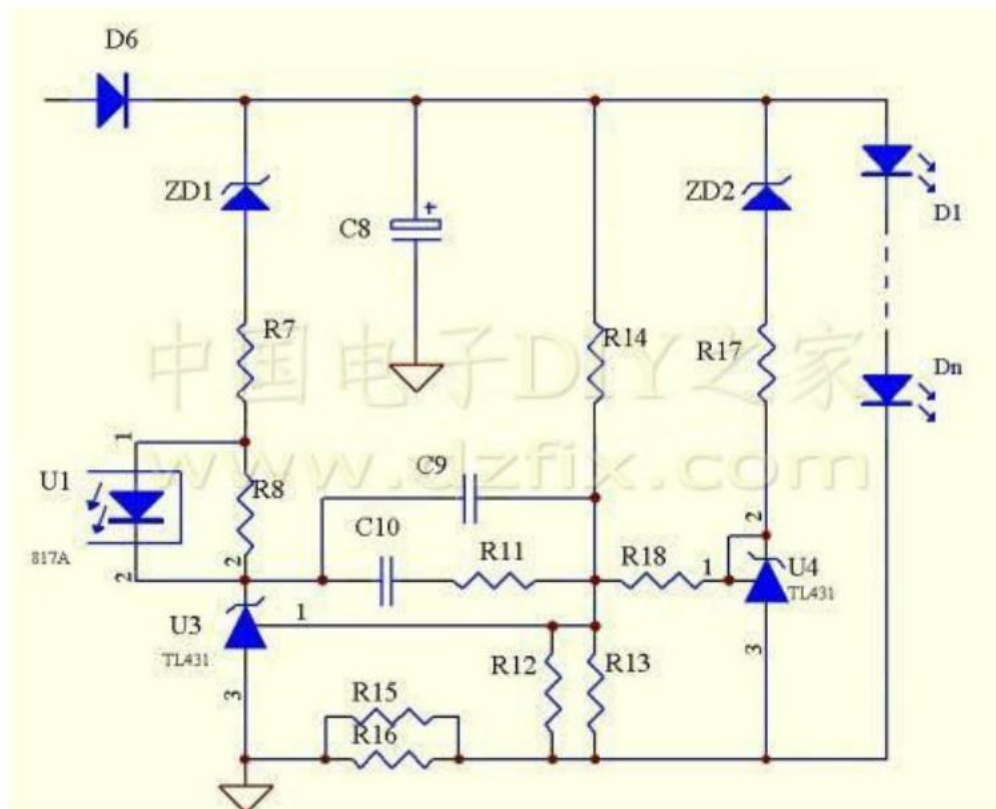 D6
ZD1
C8
ZD2
D1
R7
R14
R17
Dn
中国电子DIY之家
www.dzfix.com
1
U1
R8
C9
C10
R11
2
817A
2
2
R18
1
U4
TL431
U3
1
TL431
R12
R13
3
3
R15
R16